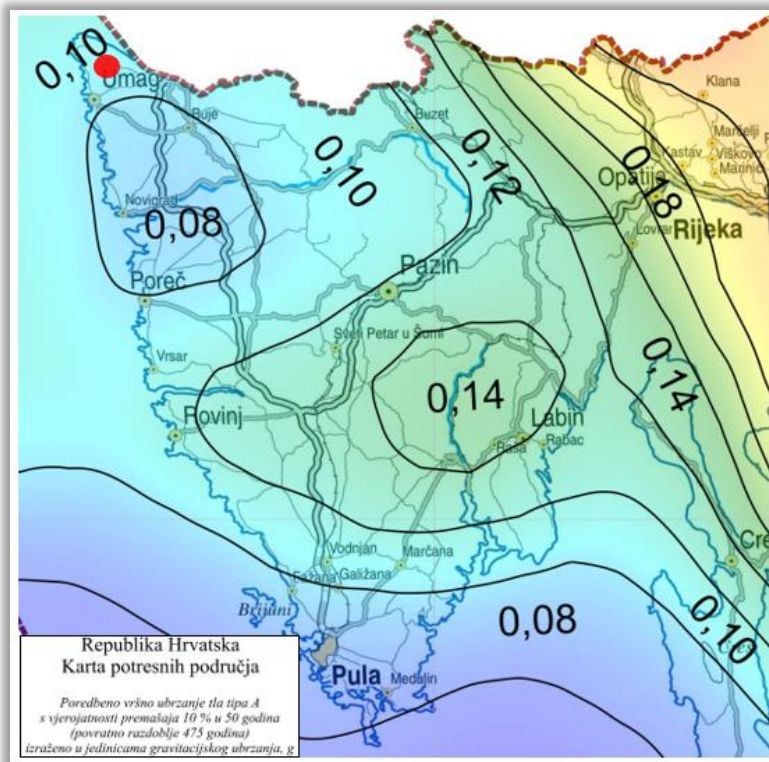 0,10
Umag
Klana
Buje
Buzet
Marčelji
Viškovo
Kastav
Marinići
0,10
0,12
0,18
Opatija
Novigrad
0,08
Rijeka
Lovran
Pazin
Poreč
Sveti Petar u Šumi
Vrsar
0,14
0,14
Rovinj
Labin
Raša
Rabac
Cre
Vodnjan
Marčana
Fažana
Galižana
Brijuni
0,08
0,10
Pula
Medulin
Republika Hrvatska
Karta potresnih područja
Poredbeno vršno ubrzanje tla tipa A
s vjerojatnosti premašaja 10 % u 50 godina
(povratno razdoblje 475 godina)
izraženo u jedinicama gravitacijskog ubrzanja, g